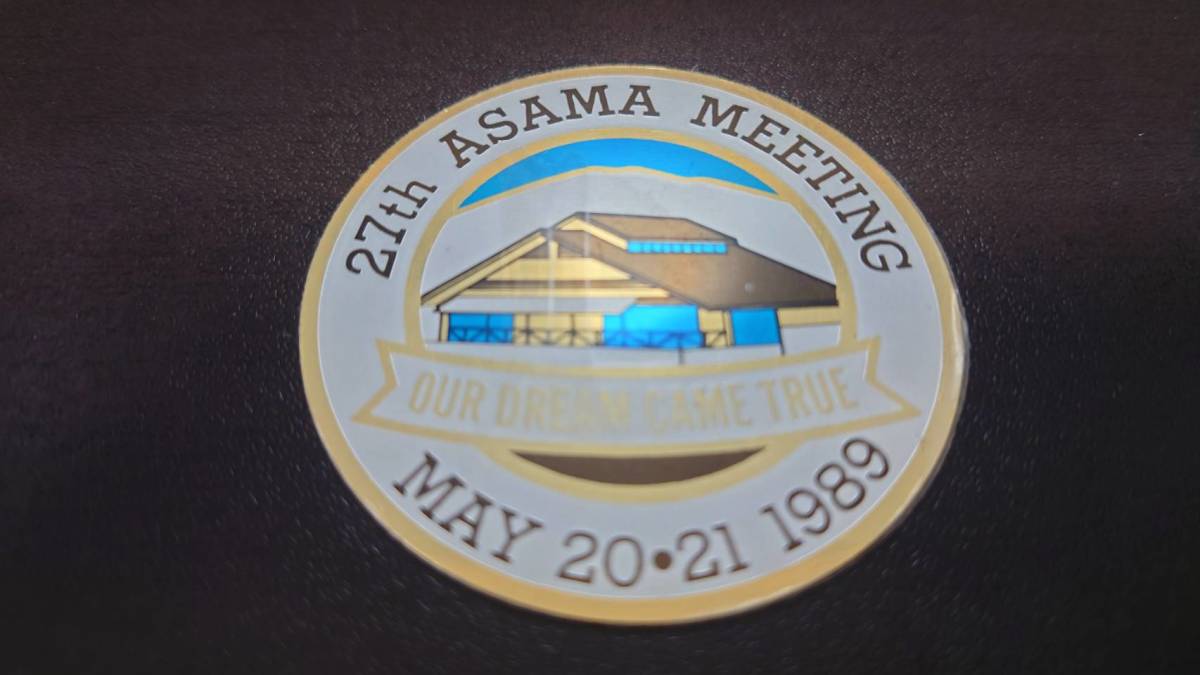 27th ASAMA MEETING
OUR DREAM CAME TRUE
MAY 20•21 1989